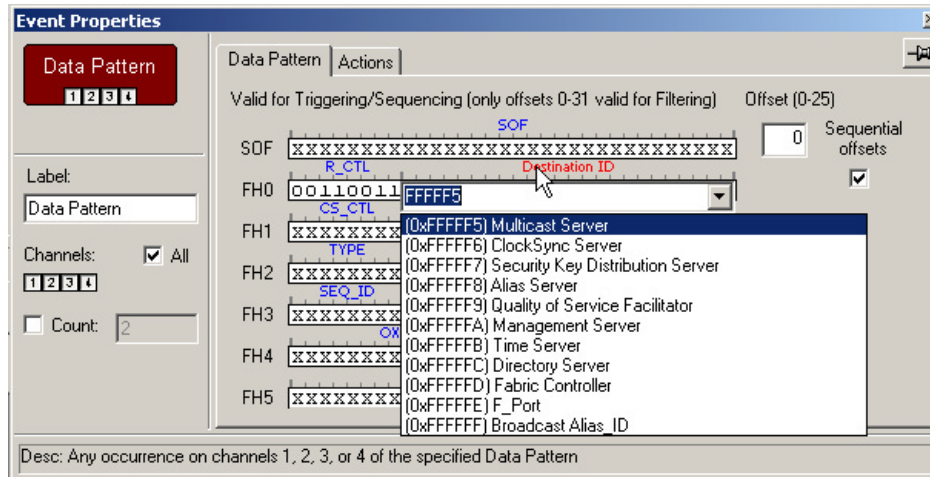 Event Properties
Data Pattern
1 2 3 4
Label:
Data Pattern
Channels:
All
1 2 3 4
Count: 2
Data Pattern Actions
Valid for Triggering/Sequencing (only offsets 0-31 valid for Filtering)
Offset (0-25)
0
Sequential
offsets
SOF
SOF XXXXXXXXXXXXXXXXXXXXXXXXXXXXXXXX
R_CTL Destination ID
FH0 00110011 FFFFF5
CS_CTL
FH1 XXXXXXXX
TYPE
FH2 XXXXXXXX
SEQ_ID
FH3 XXXXXXXX
OX
FH4 XXXXXXXX
FH5 XXXXXXXX
(0xFFFFF5) Multicast Server
(0xFFFFF6) ClockSync Server
(0xFFFFF7) Security Key Distribution Server
(0xFFFFF8) Alias Server
(0xFFFFF9) Quality of Service Facilitator
(0xFFFFFA) Management Server
(0xFFFFFB) Time Server
(0xFFFFFC) Directory Server
(0xFFFFFD) Fabric Controller
(0xFFFFFE) F_Port
(0xFFFFFF) Broadcast Alias_ID
Desc: Any occurrence on channels 1, 2, 3, or 4 of the specified Data Pattern